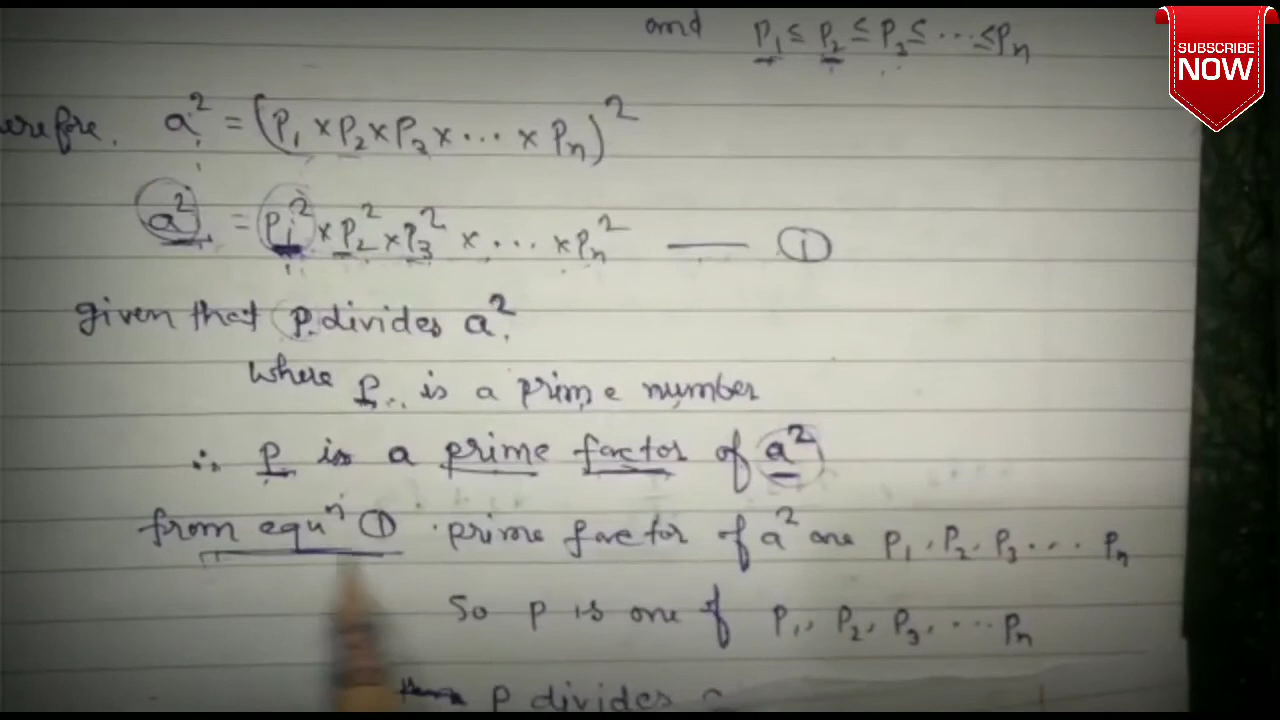 and P₁ ≤ P₂ ≤ P₃ ≤ ... ≤ Pn
SUBSCRIBE
NOW
erefore. a² = (P₁ × P₂ × P₃ × ... × Pn)²
a² = P₁² × P₂² × P₃² × ... × Pn² — ①
given that p divides a².
where p is a prime number
∴ p is a prime factor of a²
from equⁿ ① prime factor of a² are P₁, P₂, P₃ ... Pn
So p is one of P₁, P₂, P₃, ... Pn
p divides a